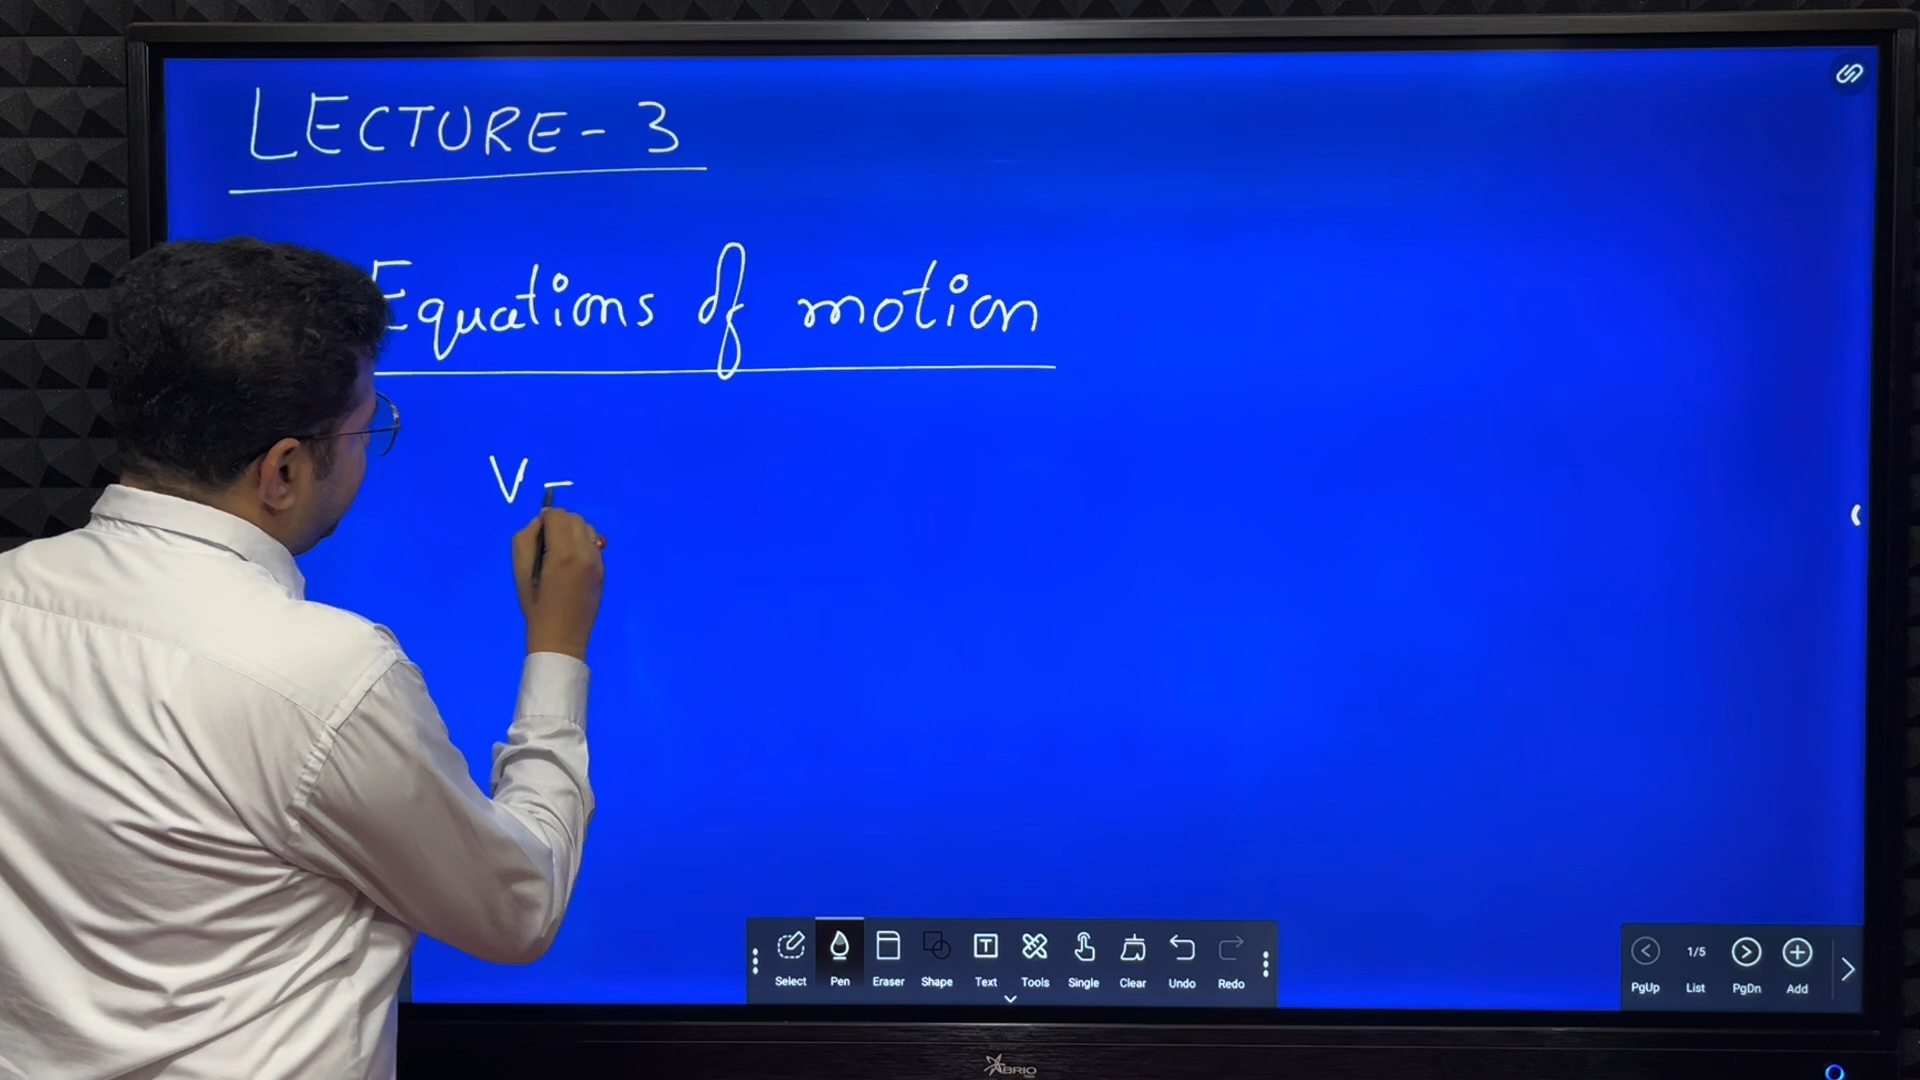 LECTURE - 3
Equations of motion
V -
Select Pen Eraser Shape Text Tools Single Clear Undo Redo
1/5
PgUp List PgDn Add
ABRIO